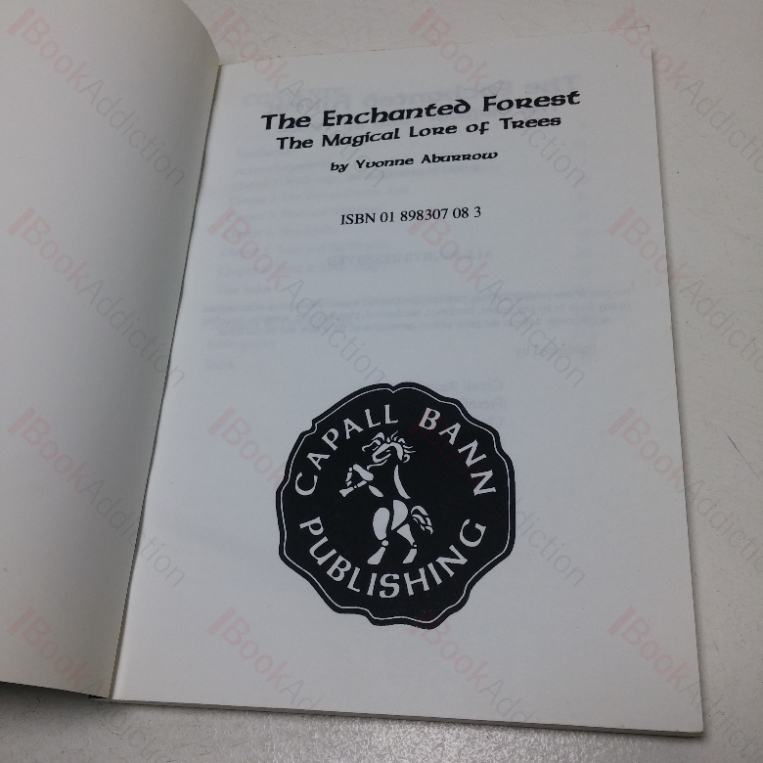 The Enchanted Forest
The Magical Lore of Trees
by Yvonne Aburrow
ISBN 01 898307 08 3
CAPALL BANN
PUBLISHING
BookAddiction